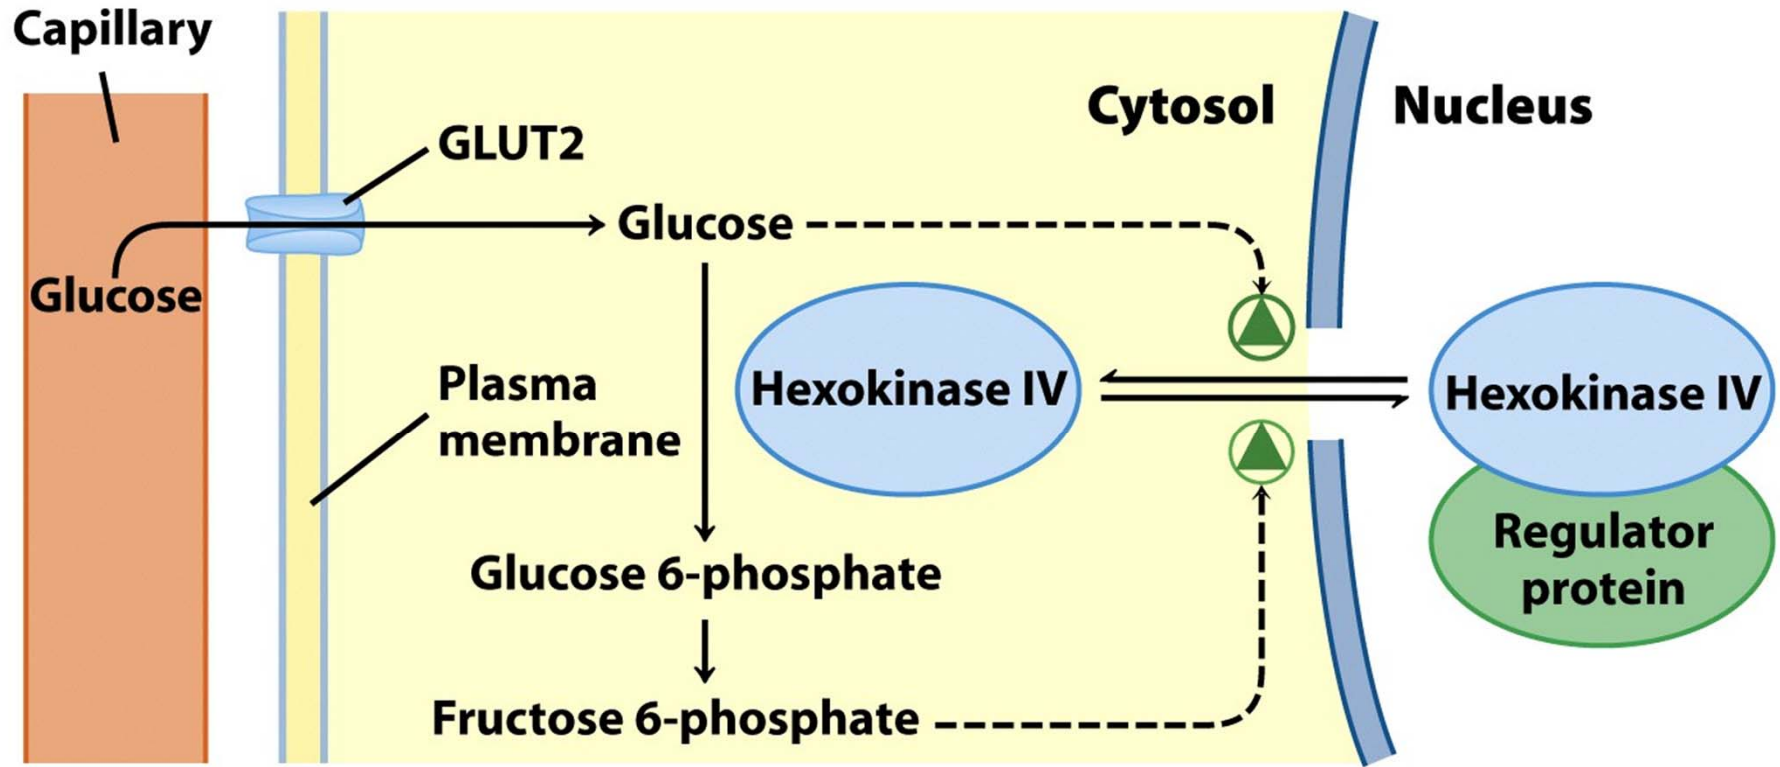 Capillary
Cytosol
Nucleus
GLUT2
Glucose
Glucose
Plasma
membrane
Hexokinase IV
Hexokinase IV
Regulator
protein
Glucose 6-phosphate
Fructose 6-phosphate